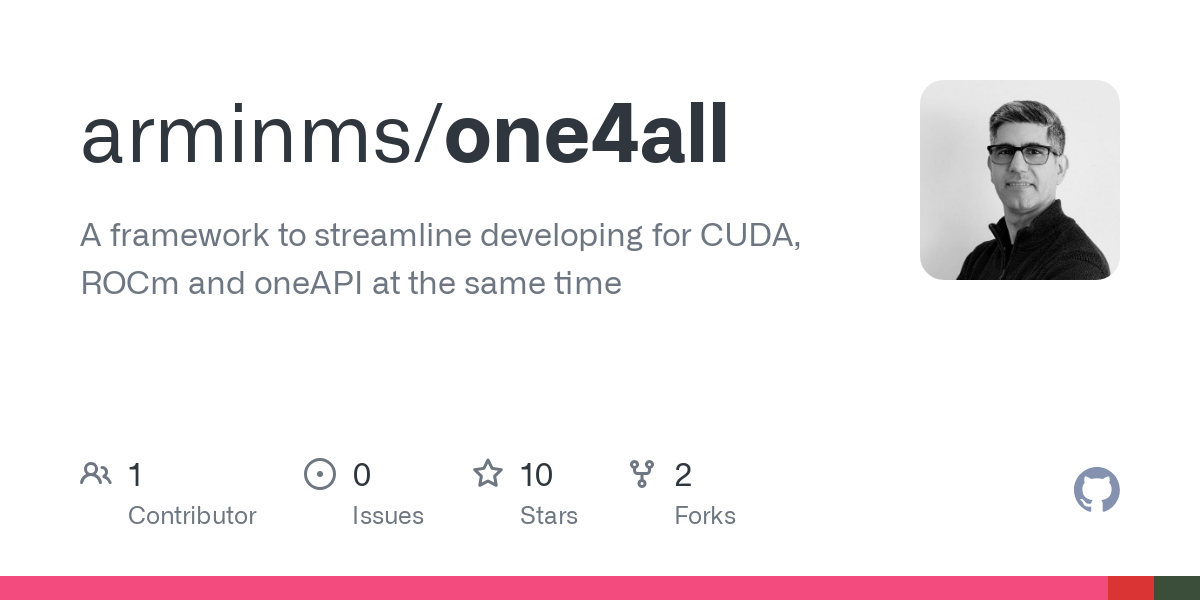 arminms/one4all
A framework to streamline developing for CUDA,
ROCm and oneAPI at the same time
1 0 10 2
Contributor Issues Stars Forks